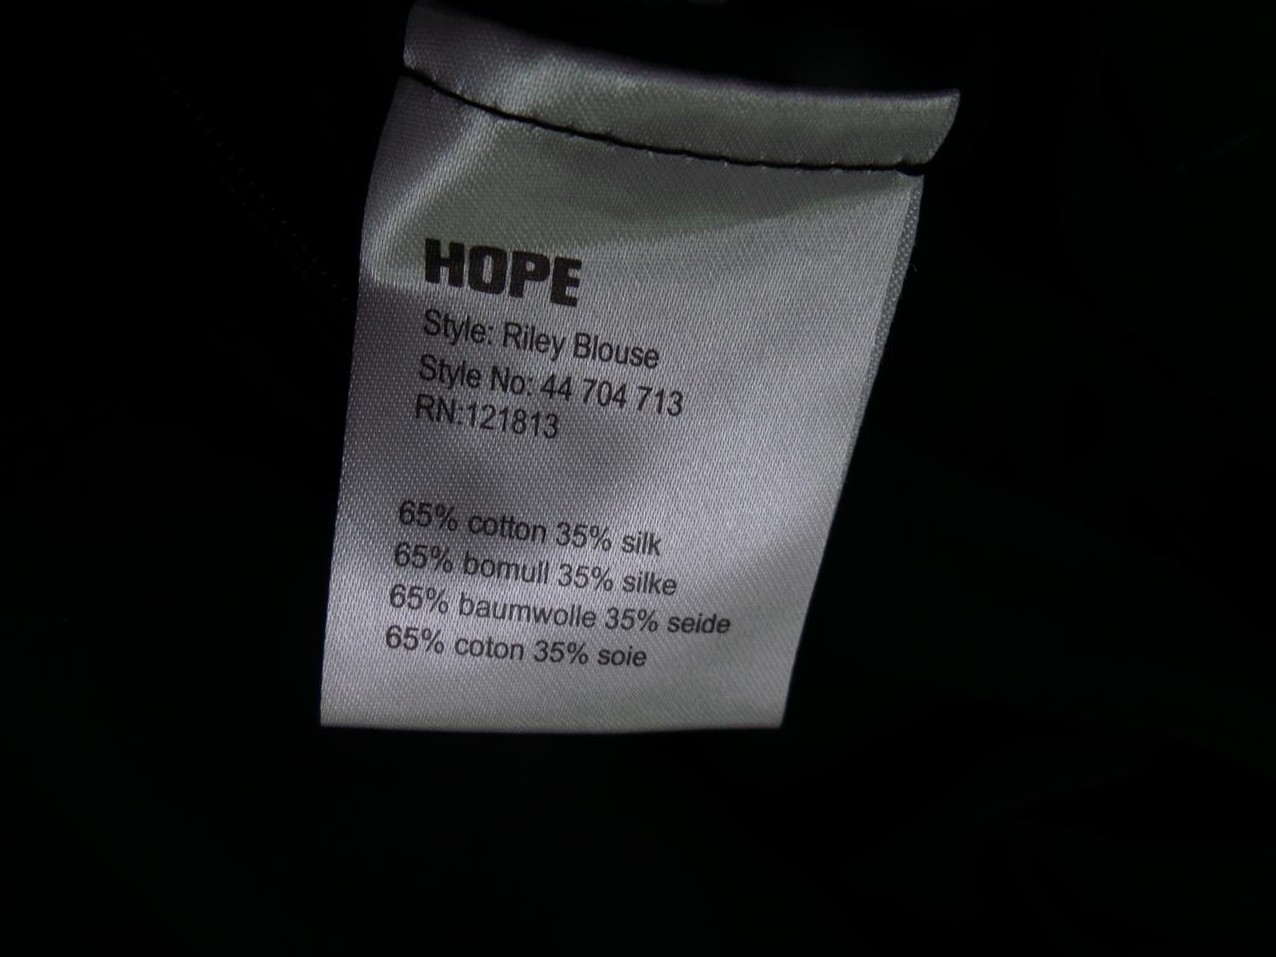 HOPE
Style: Riley Blouse
Style No: 44 704 713
RN:121813
65% cotton 35% silk
65% bomull 35% silke
65% baumwolle 35% seide
65% coton 35% soie